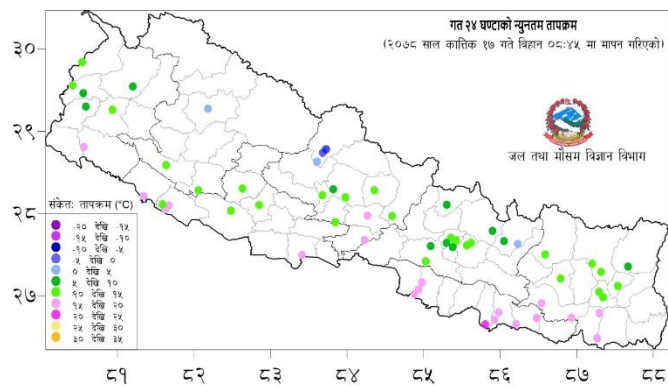 गत २४ घण्टाको न्युनतम तापक्रम
(२०७८ साल कात्तिक १७ गते बिहान ०८:४५ मा मापन गरिएको)
३०
२९
जल तथा मौसम विज्ञान विभाग
२८
संकेत: तापक्रम (°C)
-२० देखि -१५
-१५ देखि -१०
-१० देखि -५
-५ देखि ०
० देखि ५
५ देखि १०
१० देखि १५
१५ देखि २०
२० देखि २५
२५ देखि ३०
३० देखि ३५
२७
८१ ८२ ८३ ८४ ८५ ८६ ८७ ८८